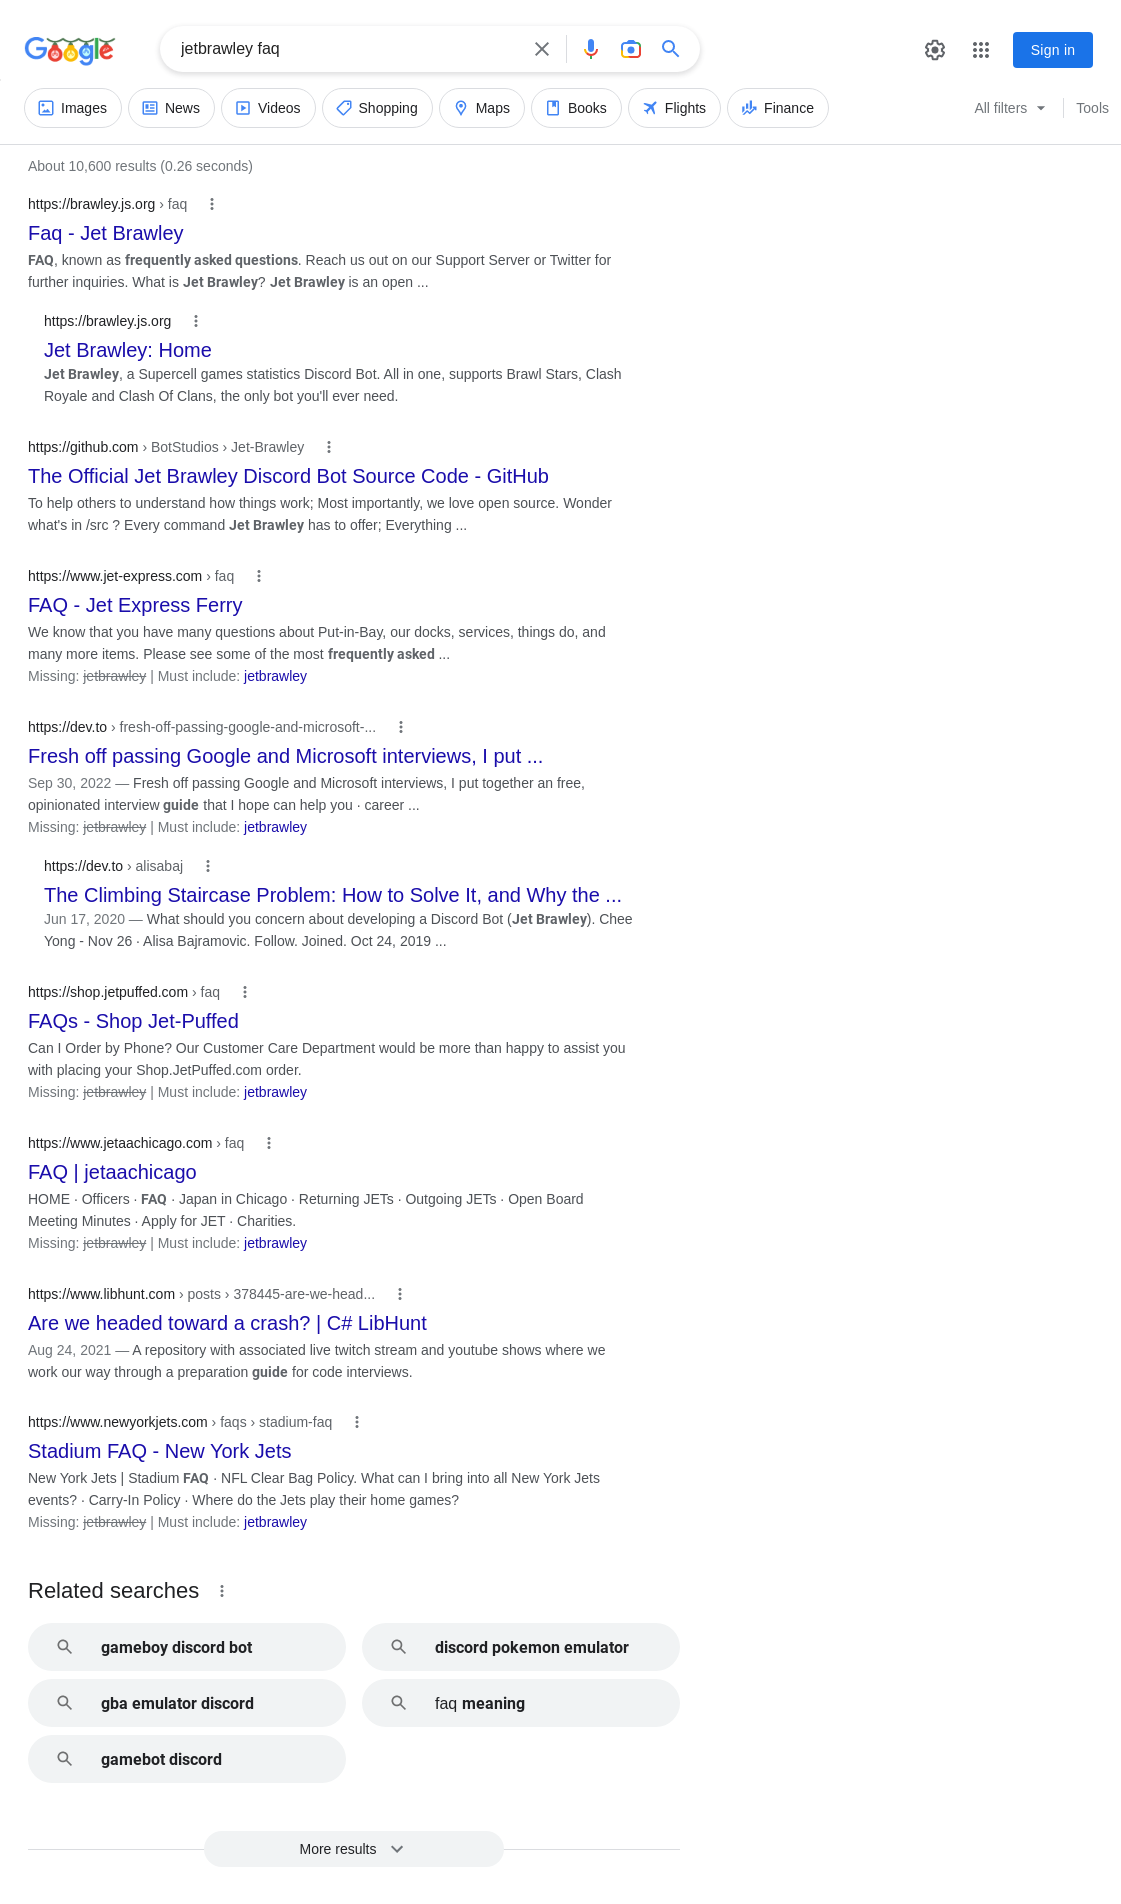 Google
jetbrawley faq
Sign in
Images
News
Videos
Shopping
Maps
Books
Flights
Finance
All filters
Tools
About 10,600 results (0.26 seconds)
https://brawley.js.org › faq
Faq - Jet Brawley
FAQ, known as frequently asked questions. Reach us out on our Support Server or Twitter for
further inquiries. What is Jet Brawley? Jet Brawley is an open ...
https://brawley.js.org
Jet Brawley: Home
Jet Brawley, a Supercell games statistics Discord Bot. All in one, supports Brawl Stars, Clash
Royale and Clash Of Clans, the only bot you'll ever need.
https://github.com › BotStudios › Jet-Brawley
The Official Jet Brawley Discord Bot Source Code - GitHub
To help others to understand how things work; Most importantly, we love open source. Wonder
what's in /src ? Every command Jet Brawley has to offer; Everything ...
https://www.jet-express.com › faq
FAQ - Jet Express Ferry
We know that you have many questions about Put-in-Bay, our docks, services, things do, and
many more items. Please see some of the most frequently asked ...
Missing: jetbrawley | Must include: jetbrawley
https://dev.to › fresh-off-passing-google-and-microsoft-...
Fresh off passing Google and Microsoft interviews, I put ...
Sep 30, 2022 — Fresh off passing Google and Microsoft interviews, I put together an free,
opinionated interview guide that I hope can help you · career ...
Missing: jetbrawley | Must include: jetbrawley
https://dev.to › alisabaj
The Climbing Staircase Problem: How to Solve It, and Why the ...
Jun 17, 2020 — What should you concern about developing a Discord Bot (Jet Brawley). Chee
Yong - Nov 26 · Alisa Bajramovic. Follow. Joined. Oct 24, 2019 ...
https://shop.jetpuffed.com › faq
FAQs - Shop Jet-Puffed
Can I Order by Phone? Our Customer Care Department would be more than happy to assist you
with placing your Shop.JetPuffed.com order.
Missing: jetbrawley | Must include: jetbrawley
https://www.jetaachicago.com › faq
FAQ | jetaachicago
HOME · Officers · FAQ · Japan in Chicago · Returning JETs · Outgoing JETs · Open Board
Meeting Minutes · Apply for JET · Charities.
Missing: jetbrawley | Must include: jetbrawley
https://www.libhunt.com › posts › 378445-are-we-head...
Are we headed toward a crash? | C# LibHunt
Aug 24, 2021 — A repository with associated live twitch stream and youtube shows where we
work our way through a preparation guide for code interviews.
https://www.newyorkjets.com › faqs › stadium-faq
Stadium FAQ - New York Jets
New York Jets | Stadium FAQ · NFL Clear Bag Policy. What can I bring into all New York Jets
events? · Carry-In Policy · Where do the Jets play their home games?
Missing: jetbrawley | Must include: jetbrawley
Related searches
gameboy discord bot
discord pokemon emulator
gba emulator discord
faq meaning
gamebot discord
More results